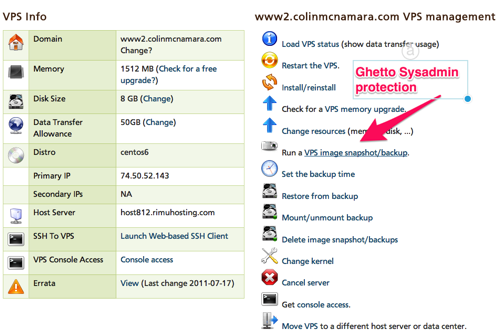 VPS Info
Domain
www2.colinmcnamara.com
Change?
Memory
1512 MB (Check for a free
upgrade?)
Disk Size
8 GB (Change)
Data Transfer
Allowance
50GB (Change)
Distro
centos6
Primary IP
74.50.52.143
Secondary IPs
NA
Host Server
host812.rimuhosting.com
SSH To VPS
Launch Web-based SSH Client
VPS Console Access
Console access
Errata
View (Last change 2011-07-17)
www2.colinmcnamara.com VPS management
Load VPS status (show data transfer usage)
a
Restart the VPS.
Install/reinstall
Ghetto Sysadmin
protection
Check for a VPS memory upgrade.
Change resources (memory, disk, ...)
Run a VPS image snapshot/backup.
Set the backup time
Restore from backup
Mount/unmount backup
Delete image snapshot/backups
Change kernel
Cancel server
Get console access.
Move VPS to a different host server or data center.